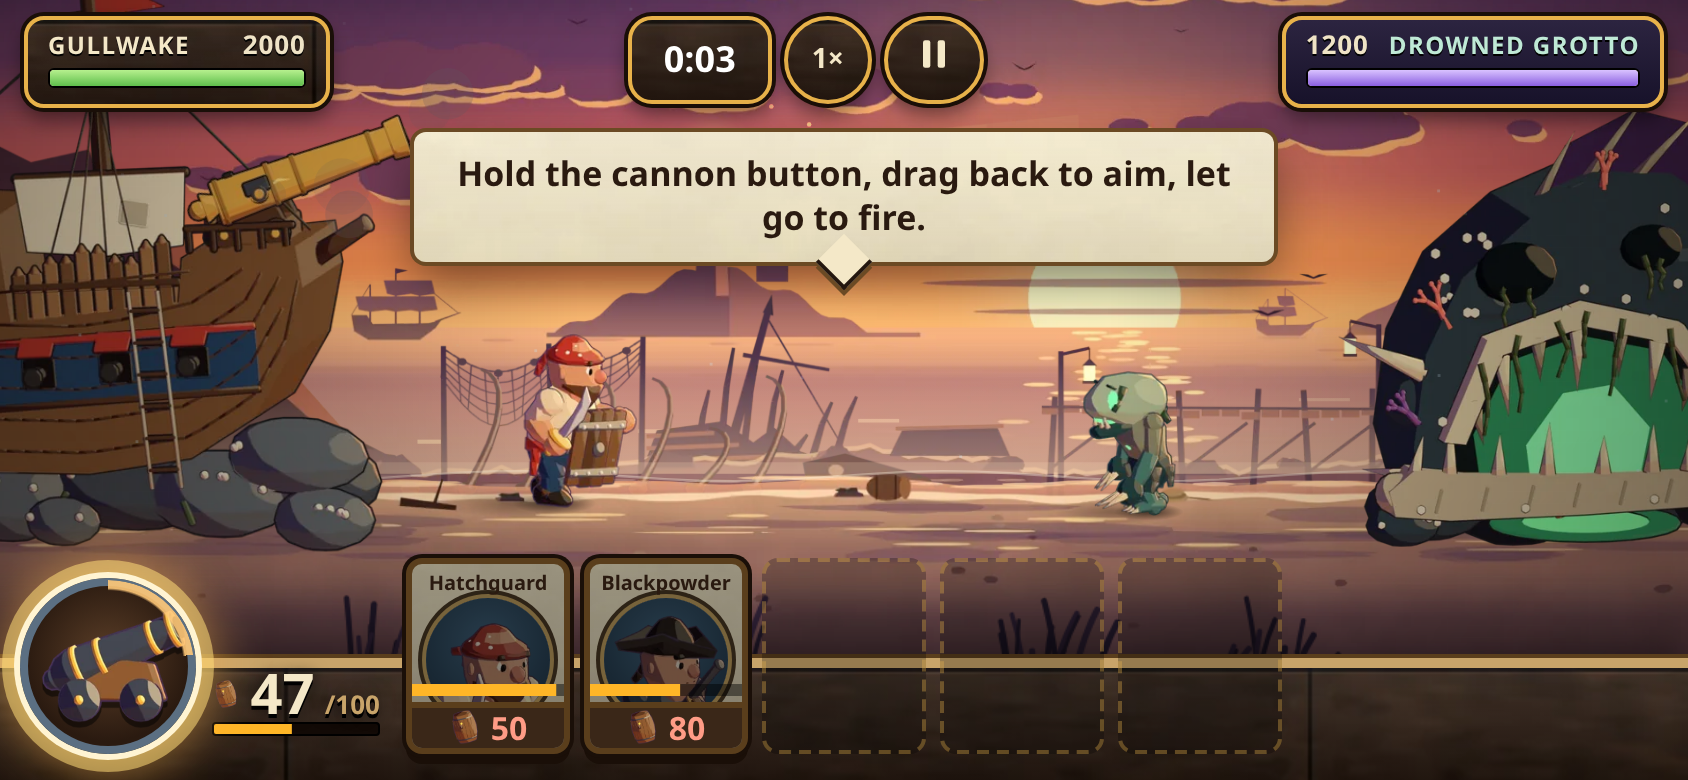 GULLWAKE 2000
0:03
1×
1200 DROWNED GROTTO
Hold the cannon button, drag back to aim, let
go to fire.
47 /100
Hatchguard
50
Blackpowder
80